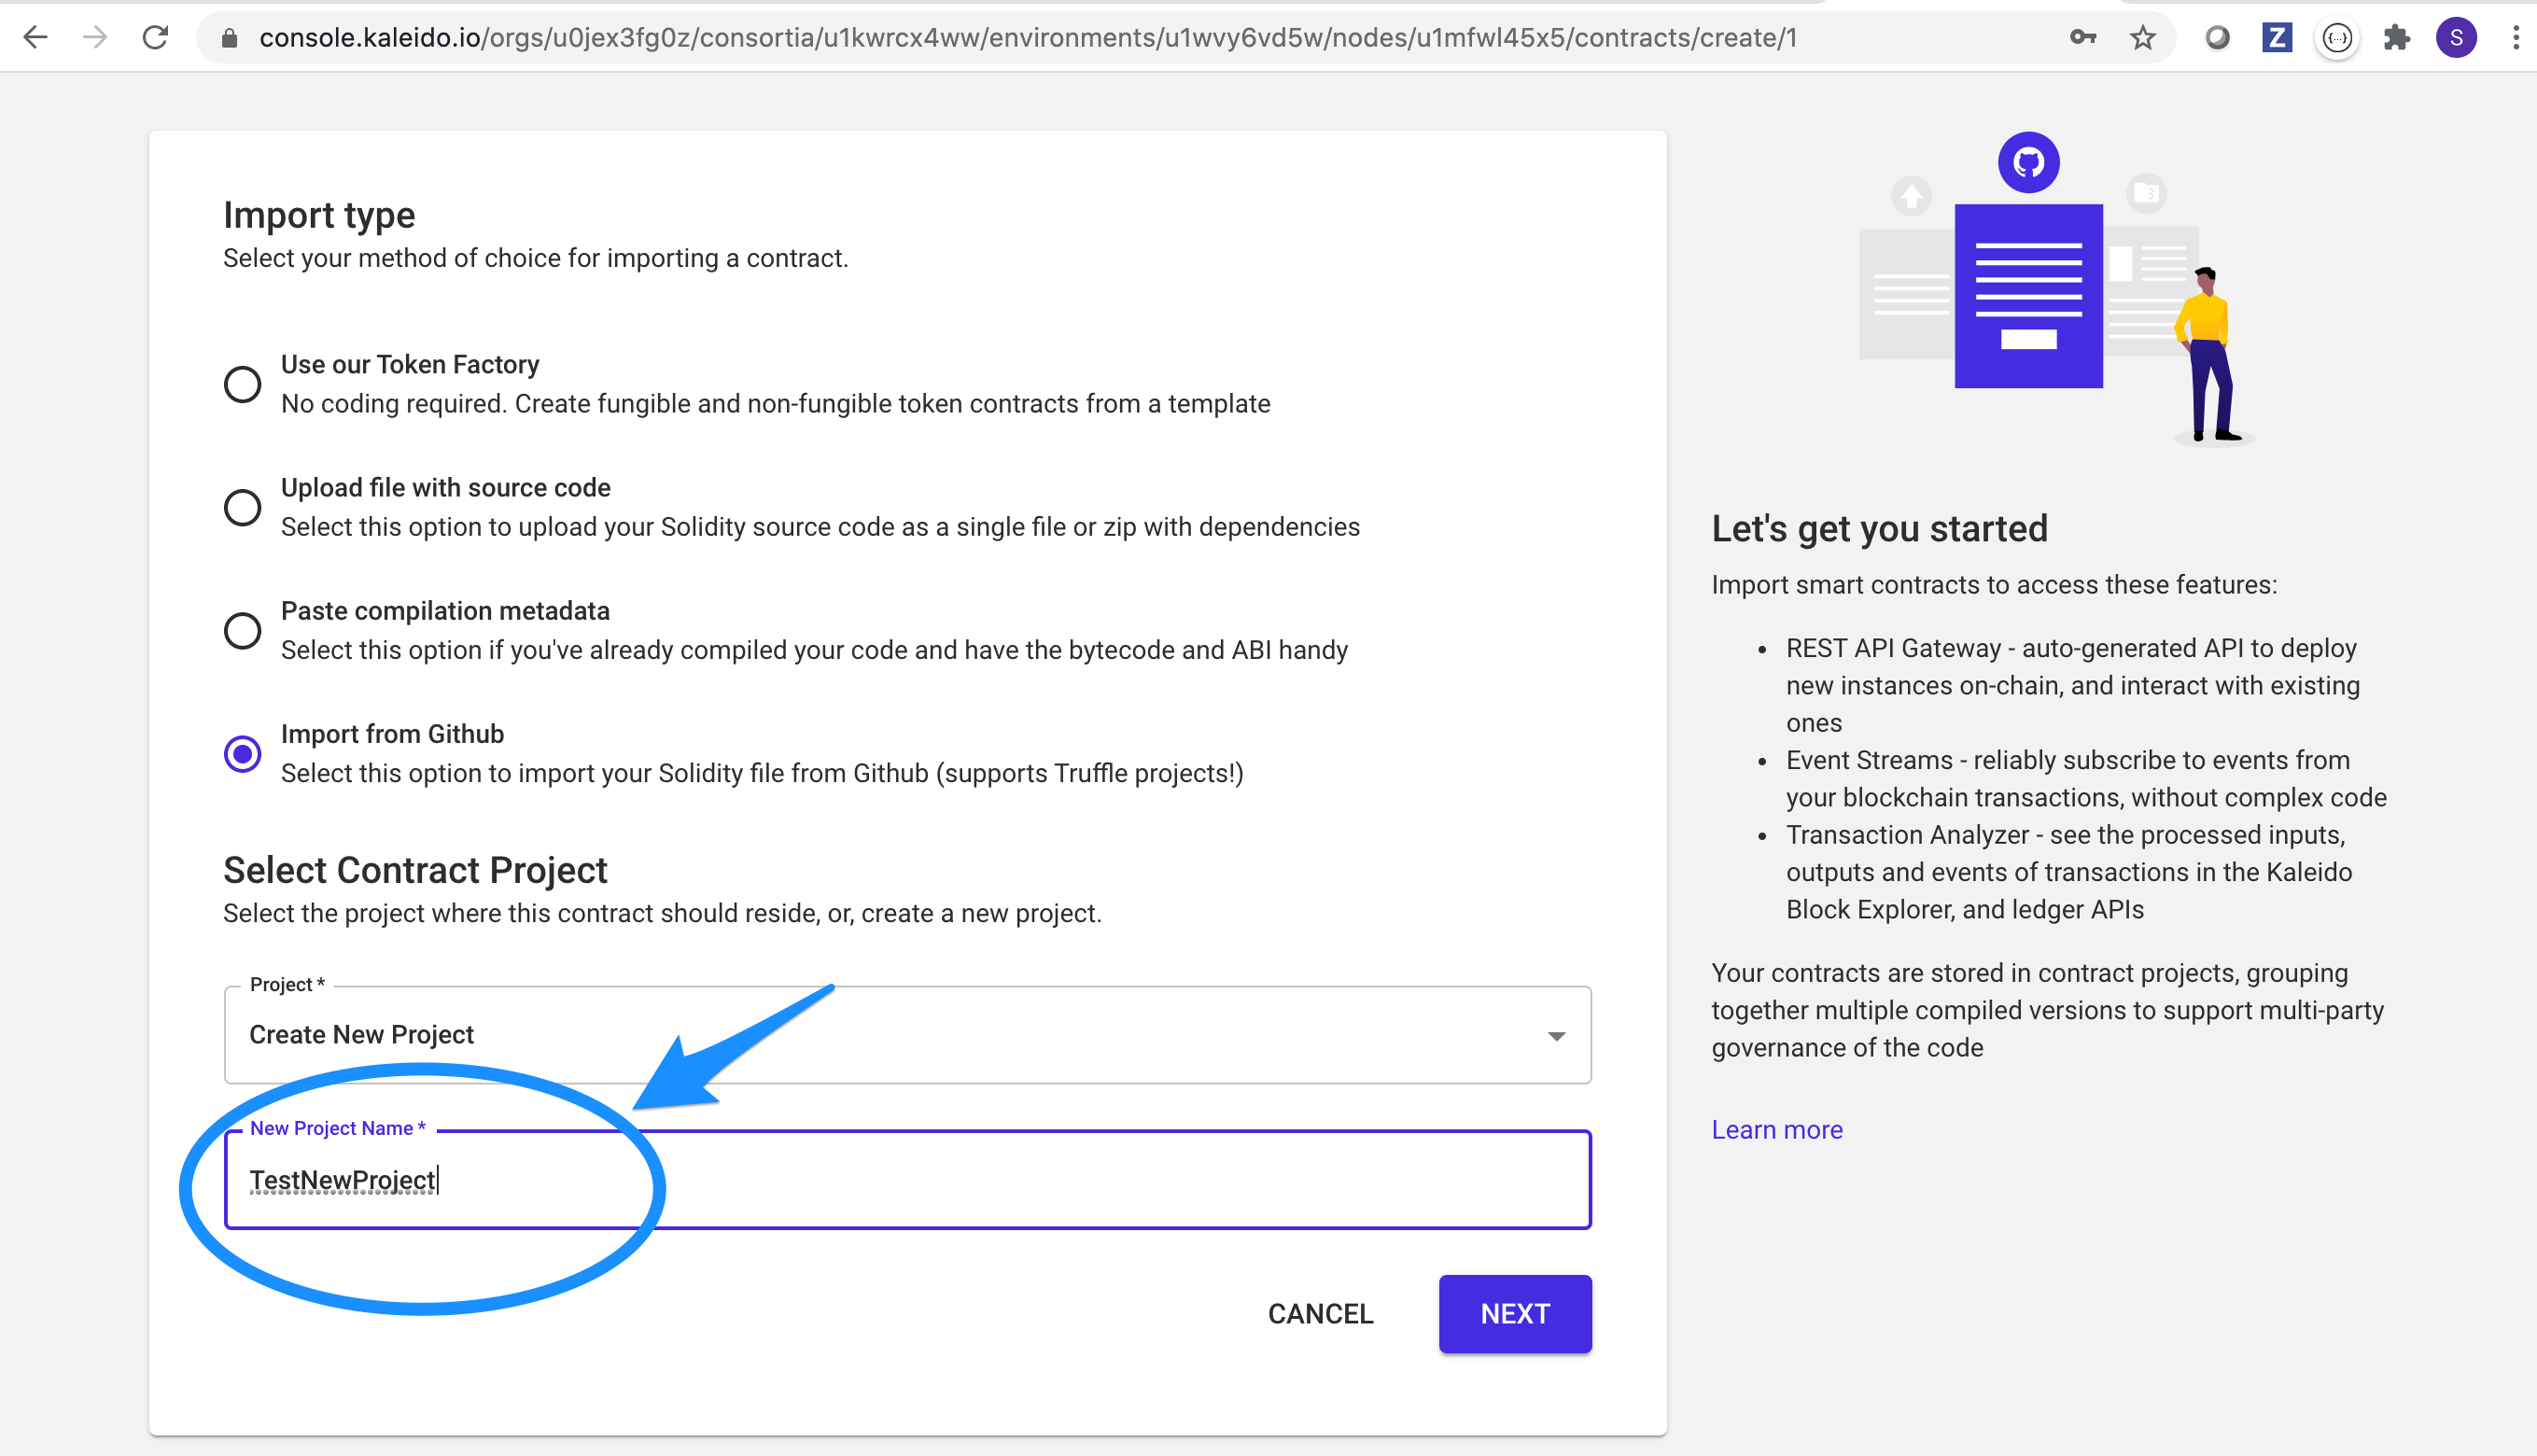 console.kaleido.io/orgs/u0jex3fg0z/consortia/u1kwrcx4ww/environments/u1wvy6vd5w/nodes/u1mfwl45x5/contracts/create/1
Z
{...}
S
Import type
Select your method of choice for importing a contract.
Use our Token Factory
No coding required. Create fungible and non-fungible token contracts from a template
Upload file with source code
Select this option to upload your Solidity source code as a single file or zip with dependencies
Paste compilation metadata
Select this option if you've already compiled your code and have the bytecode and ABI handy
Import from Github
Select this option to import your Solidity file from Github (supports Truffle projects!)
Select Contract Project
Select the project where this contract should reside, or, create a new project.
Project *
Create New Project
New Project Name *
TestNewProject
CANCEL
NEXT
Let's get you started
Import smart contracts to access these features:
• REST API Gateway - auto-generated API to deploy
new instances on-chain, and interact with existing
ones
• Event Streams - reliably subscribe to events from
your blockchain transactions, without complex code
• Transaction Analyzer - see the processed inputs,
outputs and events of transactions in the Kaleido
Block Explorer, and ledger APIs
Your contracts are stored in contract projects, grouping
together multiple compiled versions to support multi-party
governance of the code
Learn more